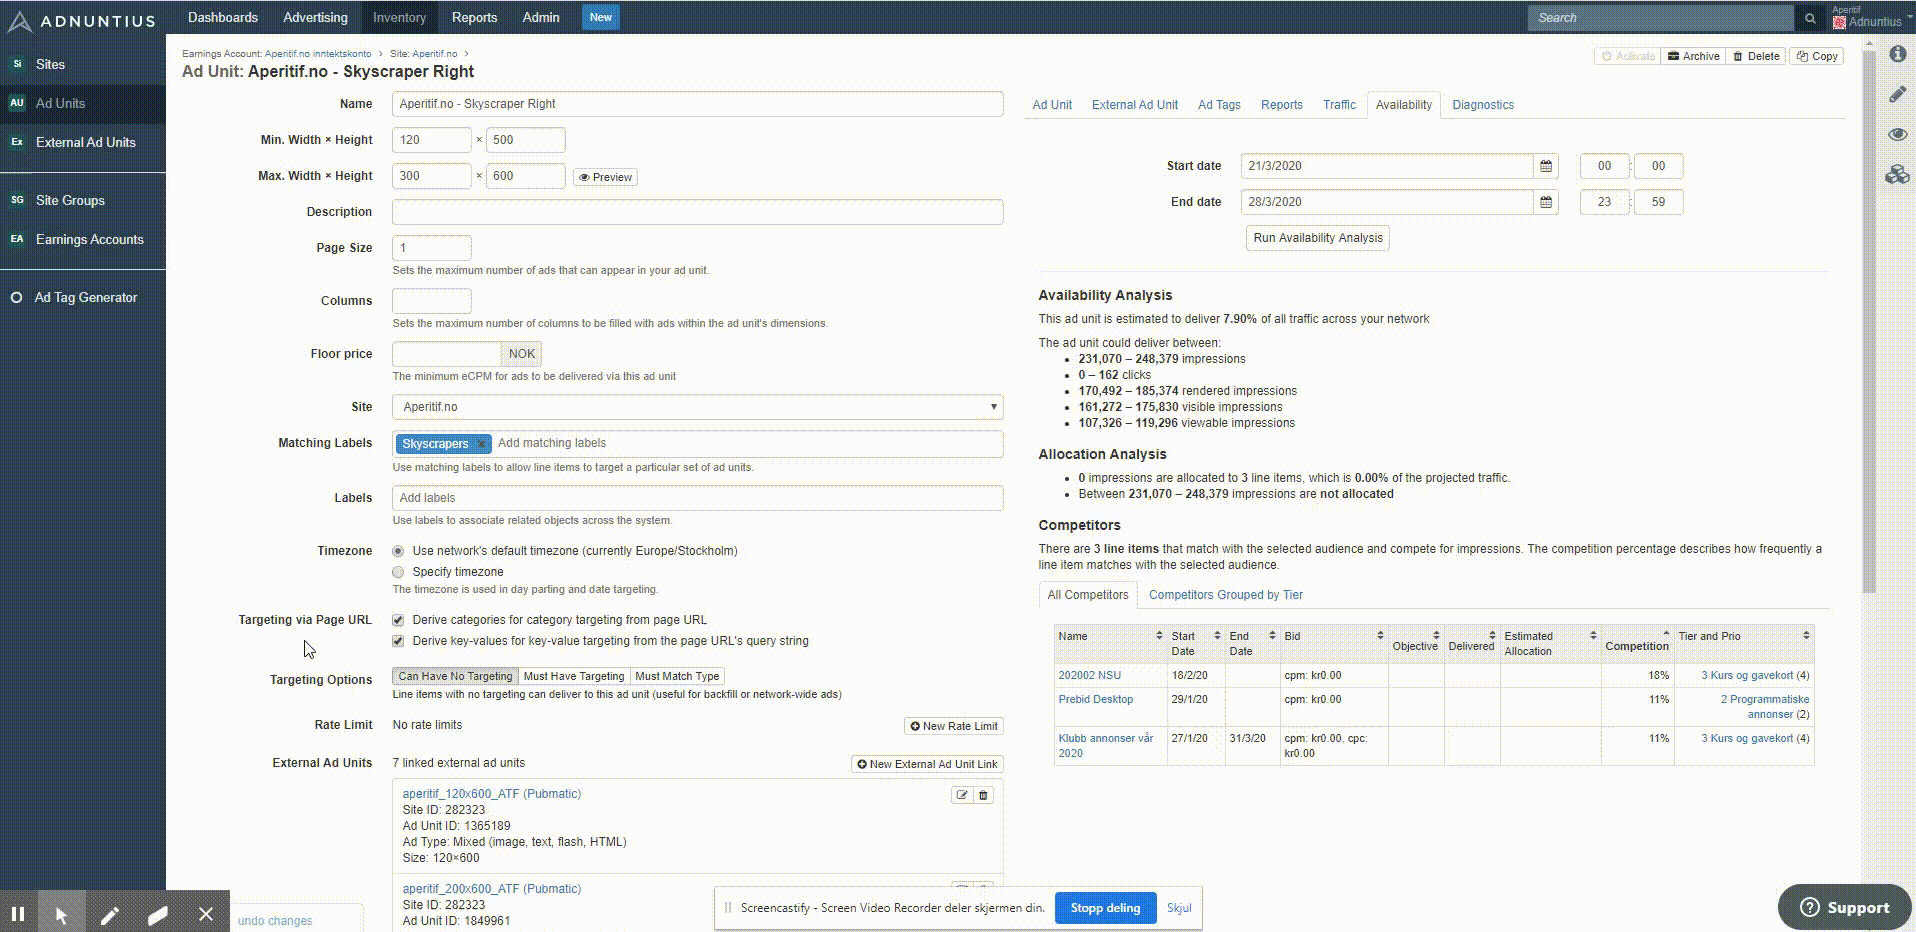 ADNUNTIUS
Dashboards Advertising Inventory Reports Admin New
Search
Aperitif
Adnuntius
Si Sites
AU Ad Units
Ex External Ad Units
SG Site Groups
EA Earnings Accounts
Ad Tag Generator
Earnings Account: Aperitif.no inntektskonto › Site: Aperitif.no ›
Ad Unit: Aperitif.no - Skyscraper Right
Activate Archive Delete Copy
Name Aperitif.no - Skyscraper Right
Min. Width × Height 120 × 500
Max. Width × Height 300 × 600 Preview
Description
Page Size 1
Sets the maximum number of ads that can appear in your ad unit.
Columns
Sets the maximum number of columns to be filled with ads within the ad unit's dimensions.
Floor price NOK
The minimum eCPM for ads to be delivered via this ad unit
Site Aperitif.no
Matching Labels Skyscrapers × Add matching labels
Use matching labels to allow line items to target a particular set of ad units.
Labels Add labels
Use labels to associate related objects across the system.
Timezone Use network's default timezone (currently Europe/Stockholm)
Specify timezone
The timezone is used in day parting and date targeting.
Targeting via Page URL Derive categories for category targeting from page URL
Derive key-values for key-value targeting from the page URL's query string
Targeting Options Can Have No Targeting Must Have Targeting Must Match Type
Line items with no targeting can deliver to this ad unit (useful for backfill or network-wide ads)
Rate Limit No rate limits New Rate Limit
External Ad Units 7 linked external ad units New External Ad Unit Link
aperitif_120x600_ATF (Pubmatic)
Site ID: 282323
Ad Unit ID: 1365189
Ad Type: Mixed (image, text, flash, HTML)
Size: 120×600
aperitif_200x600_ATF (Pubmatic)
Site ID: 282323
Ad Unit ID: 1849961
undo changes
Ad Unit External Ad Unit Ad Tags Reports Traffic Availability Diagnostics
Start date 21/3/2020 00 : 00
End date 28/3/2020 23 : 59
Run Availability Analysis
Availability Analysis
This ad unit is estimated to deliver 7.90% of all traffic across your network
The ad unit could deliver between:
• 231,070 – 248,379 impressions
• 0 – 162 clicks
• 170,492 – 185,374 rendered impressions
• 161,272 – 175,830 visible impressions
• 107,326 – 119,296 viewable impressions
Allocation Analysis
• 0 impressions are allocated to 3 line items, which is 0.00% of the projected traffic.
• Between 231,070 – 248,379 impressions are not allocated
Competitors
There are 3 line items that match with the selected audience and compete for impressions. The competition percentage describes how frequently a
line item matches with the selected audience.
All Competitors Competitors Grouped by Tier
Name Start Date End Date Bid Objective Delivered Estimated Allocation Competition Tier and Prio
202002 NSU 18/2/20 cpm: kr0.00 18% 3 Kurs og gavekort (4)
Prebid Desktop 29/1/20 cpm: kr0.00 11% 2 Programmatiske annonser (2)
Klubb annonser vår 2020 27/1/20 31/3/20 cpm: kr0.00, cpc: kr0.00 11% 3 Kurs og gavekort (4)
Screencastify - Screen Video Recorder deler skjermen din. Stopp deling Skjul
Support